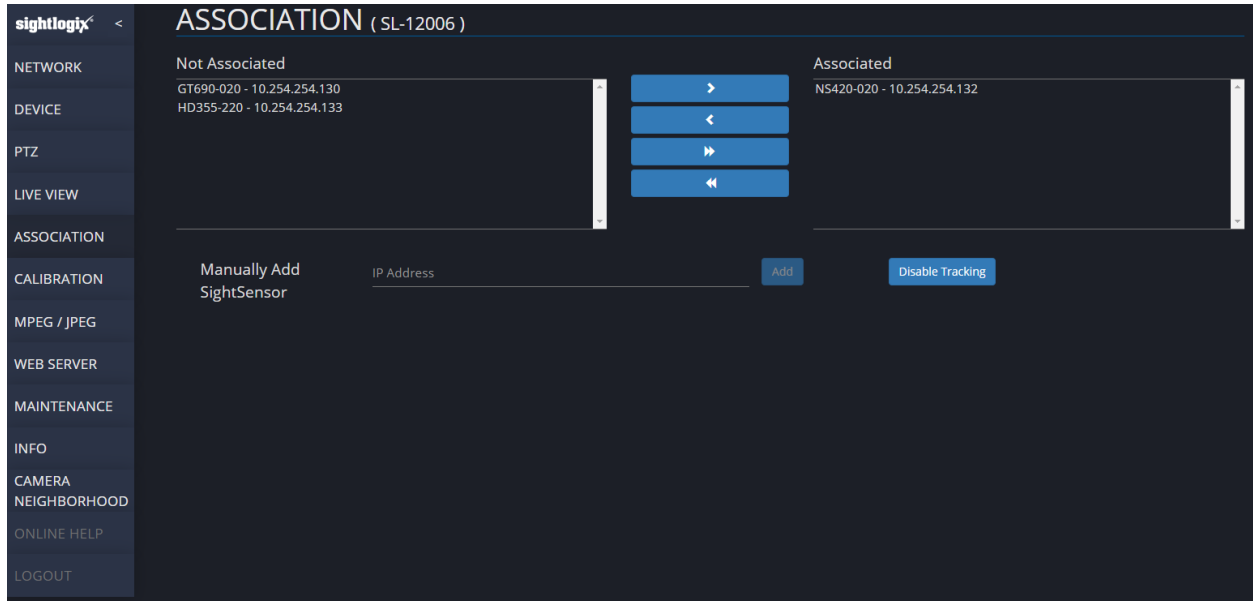 sightlogix <
NETWORK
DEVICE
PTZ
LIVE VIEW
ASSOCIATION
CALIBRATION
MPEG / JPEG
WEB SERVER
MAINTENANCE
INFO
CAMERA
NEIGHBORHOOD
ONLINE HELP
LOGOUT
ASSOCIATION ( SL-12006 )
Not Associated
GT690-020 - 10.254.254.130
HD355-220 - 10.254.254.133
Associated
NS420-020 - 10.254.254.132
Manually Add
SightSensor
IP Address
Add
Disable Tracking